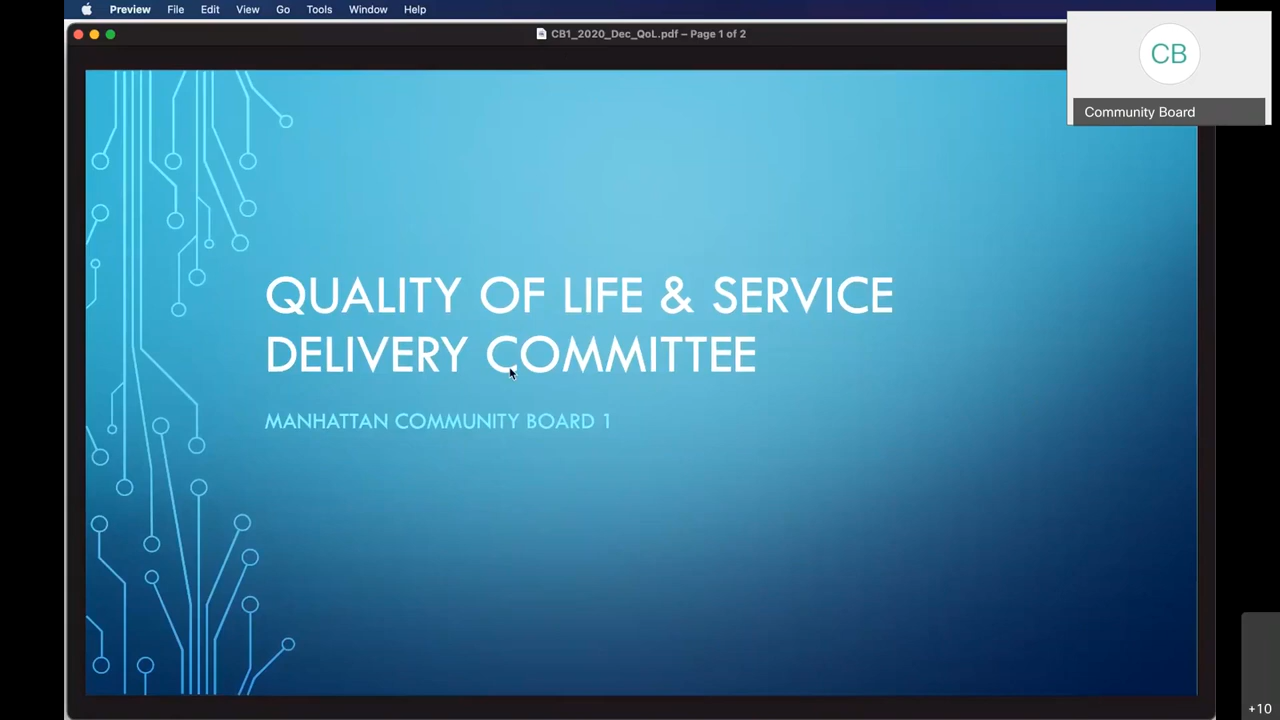 Preview File Edit View Go Tools Window Help
CB1_2020_Dec_QoL.pdf – Page 1 of 2
CB
Community Board
QUALITY OF LIFE & SERVICE
DELIVERY COMMITTEE
MANHATTAN COMMUNITY BOARD 1
+10